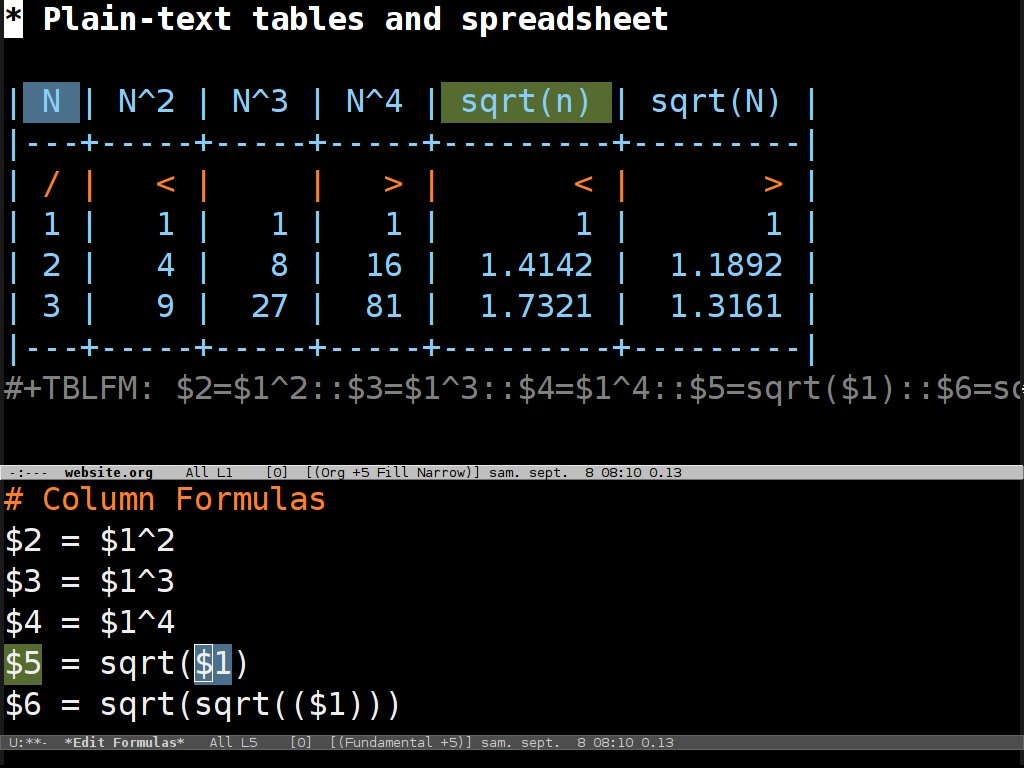 * Plain-text tables and spreadsheet
| N | N^2 | N^3 | N^4 | sqrt(n) | sqrt(N) |
|---+-----+-----+-----+---------+---------|
| / |   < |     |   > |       < |       > |
| 1 |   1 |   1 |   1 |       1 |       1 |
| 2 |   4 |   8 |  16 |  1.4142 |  1.1892 |
| 3 |   9 |  27 |  81 |  1.7321 |  1.3161 |
|---+-----+-----+-----+---------+---------|
#+TBLFM: $2=$1^2::$3=$1^3::$4=$1^4::$5=sqrt($1)::$6=sq
-:--- website.org All L1 [0] [(Org +5 Fill Narrow)] sam. sept. 8 08:10 0.13
# Column Formulas
$2 = $1^2
$3 = $1^3
$4 = $1^4
$5 = sqrt($1)
$6 = sqrt(sqrt(($1)))
U:**- *Edit Formulas* All L5 [0] [(Fundamental +5)] sam. sept. 8 08:10 0.13